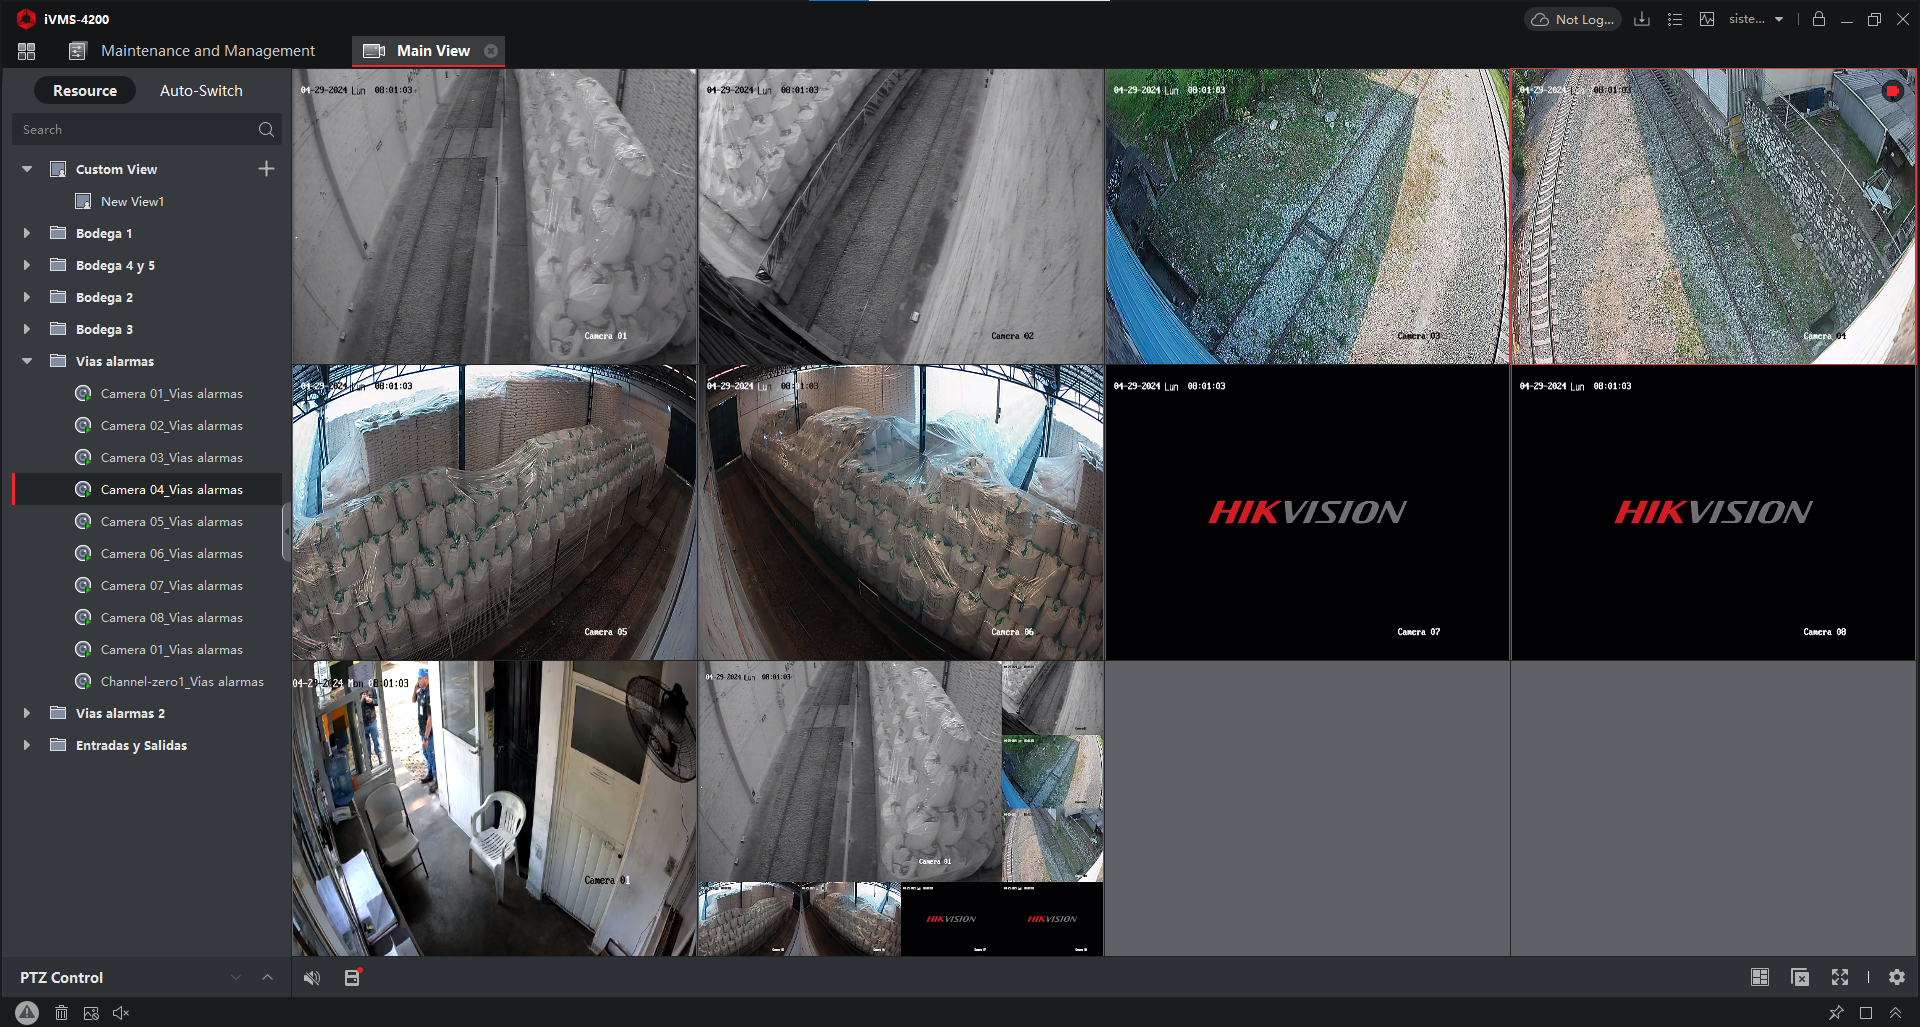 iVMS-4200
Not Log...
siste...
Maintenance and Management
Main View
Resource
Auto-Switch
Search
Custom View
New View1
Bodega 1
Bodega 4 y 5
Bodega 2
Bodega 3
Vias alarmas
Camera 01_Vias alarmas
Camera 02_Vias alarmas
Camera 03_Vias alarmas
Camera 04_Vias alarmas
Camera 05_Vias alarmas
Camera 06_Vias alarmas
Camera 07_Vias alarmas
Camera 08_Vias alarmas
Camera 01_Vias alarmas
Channel-zero1_Vias alarmas
Vias alarmas 2
Entradas y Salidas
PTZ Control
04-29-2024 Lun 08:01:03
Camera 01
04-29-2024 Lun 08:01:03
Camera 02
04-29-2024 Lun 08:01:03
Camera 03
04-29-2024 Lun 08:01:03
Camera 04
04-29-2024 Lun 08:01:03
Camera 05
04-29-2024 Lun 08:01:03
Camera 06
04-29-2024 Lun 08:01:03
HIKVISION
Camera 07
04-29-2024 Lun 08:01:03
HIKVISION
Camera 08
04-29-2024 Mon 08:01:03
Camera 01
04-29-2024 Lun 08:01:03
Camera 01
HIKVISION
HIKVISION